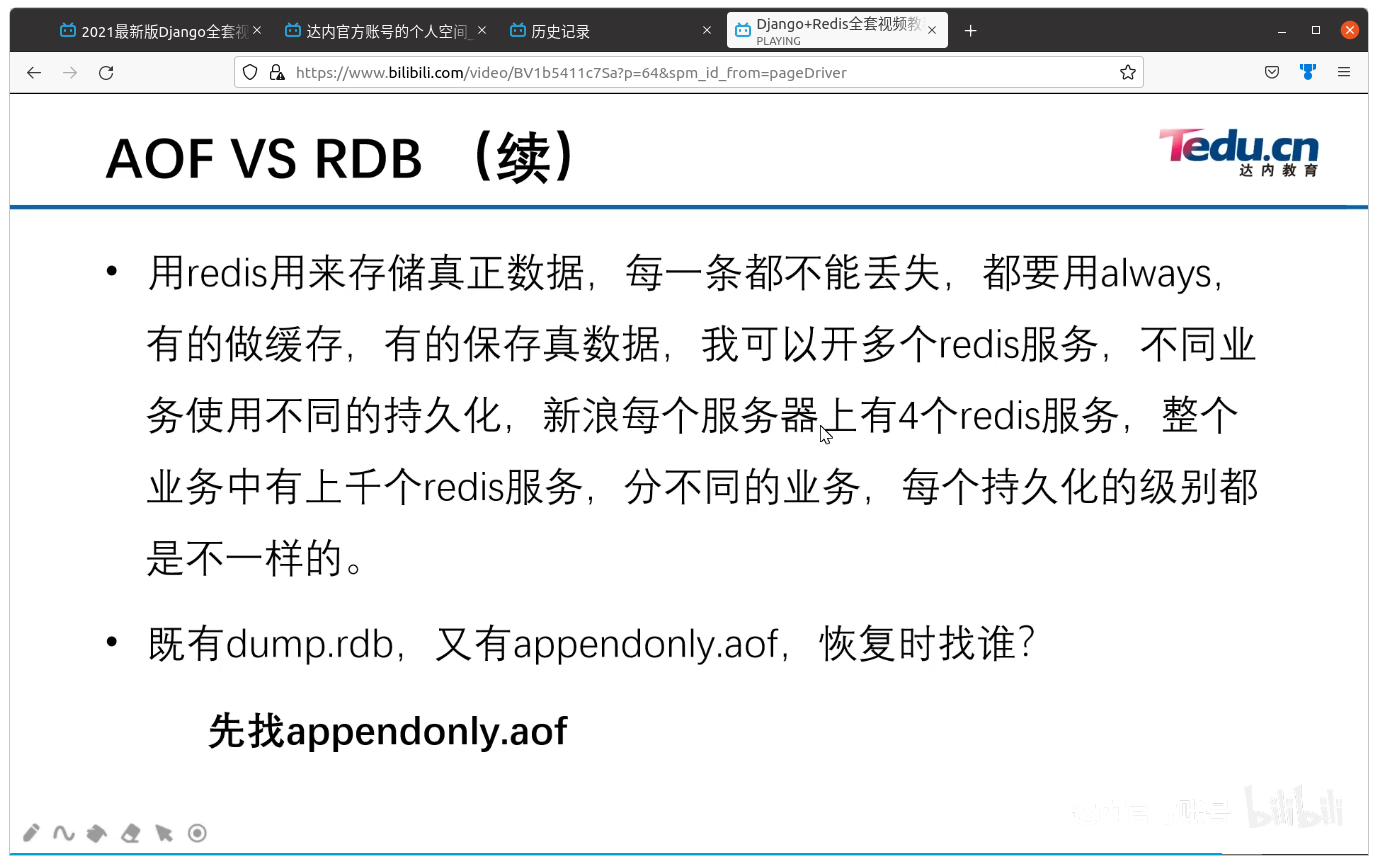 2021最新版Django全套视
达内官方账号的个人空间_
历史记录
Django+Redis全套视频教
PLAYING
https://www.bilibili.com/video/BV1b5411c7Sa?p=64&spm_id_from=pageDriver
AOF VS RDB （续）
Tedu.cn
达内教育
• 用redis用来存储真正数据，每一条都不能丢失，都要用always，
有的做缓存，有的保存真数据，我可以开多个redis服务，不同业
务使用不同的持久化，新浪每个服务器上有4个redis服务，整个
业务中有上千个redis服务，分不同的业务，每个持久化的级别都
是不一样的。
• 既有dump.rdb，又有appendonly.aof，恢复时找谁？
先找appendonly.aof
达内官方账号 bilibili